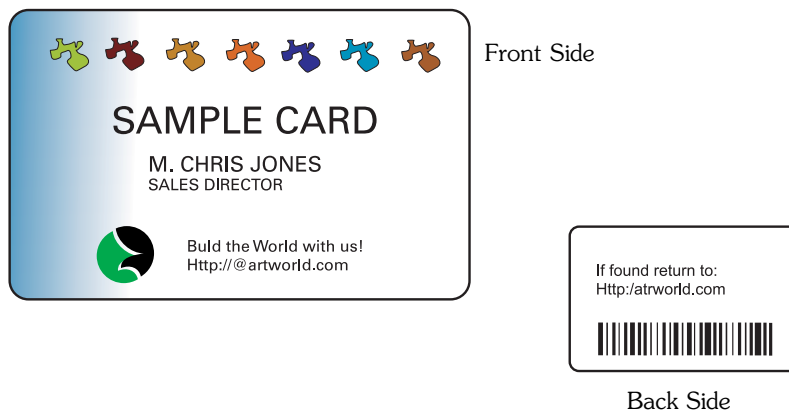 Front Side
SAMPLE CARD
M. CHRIS JONES
SALES DIRECTOR
Buld the World with us!
Http://@artworld.com
If found return to:
Http:/atrworld.com
Back Side